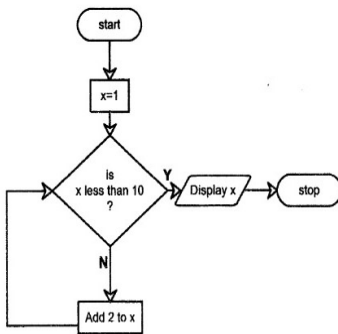 start
x=1
is
x less than 10
?
Y
Display x
stop
N
Add 2 to x